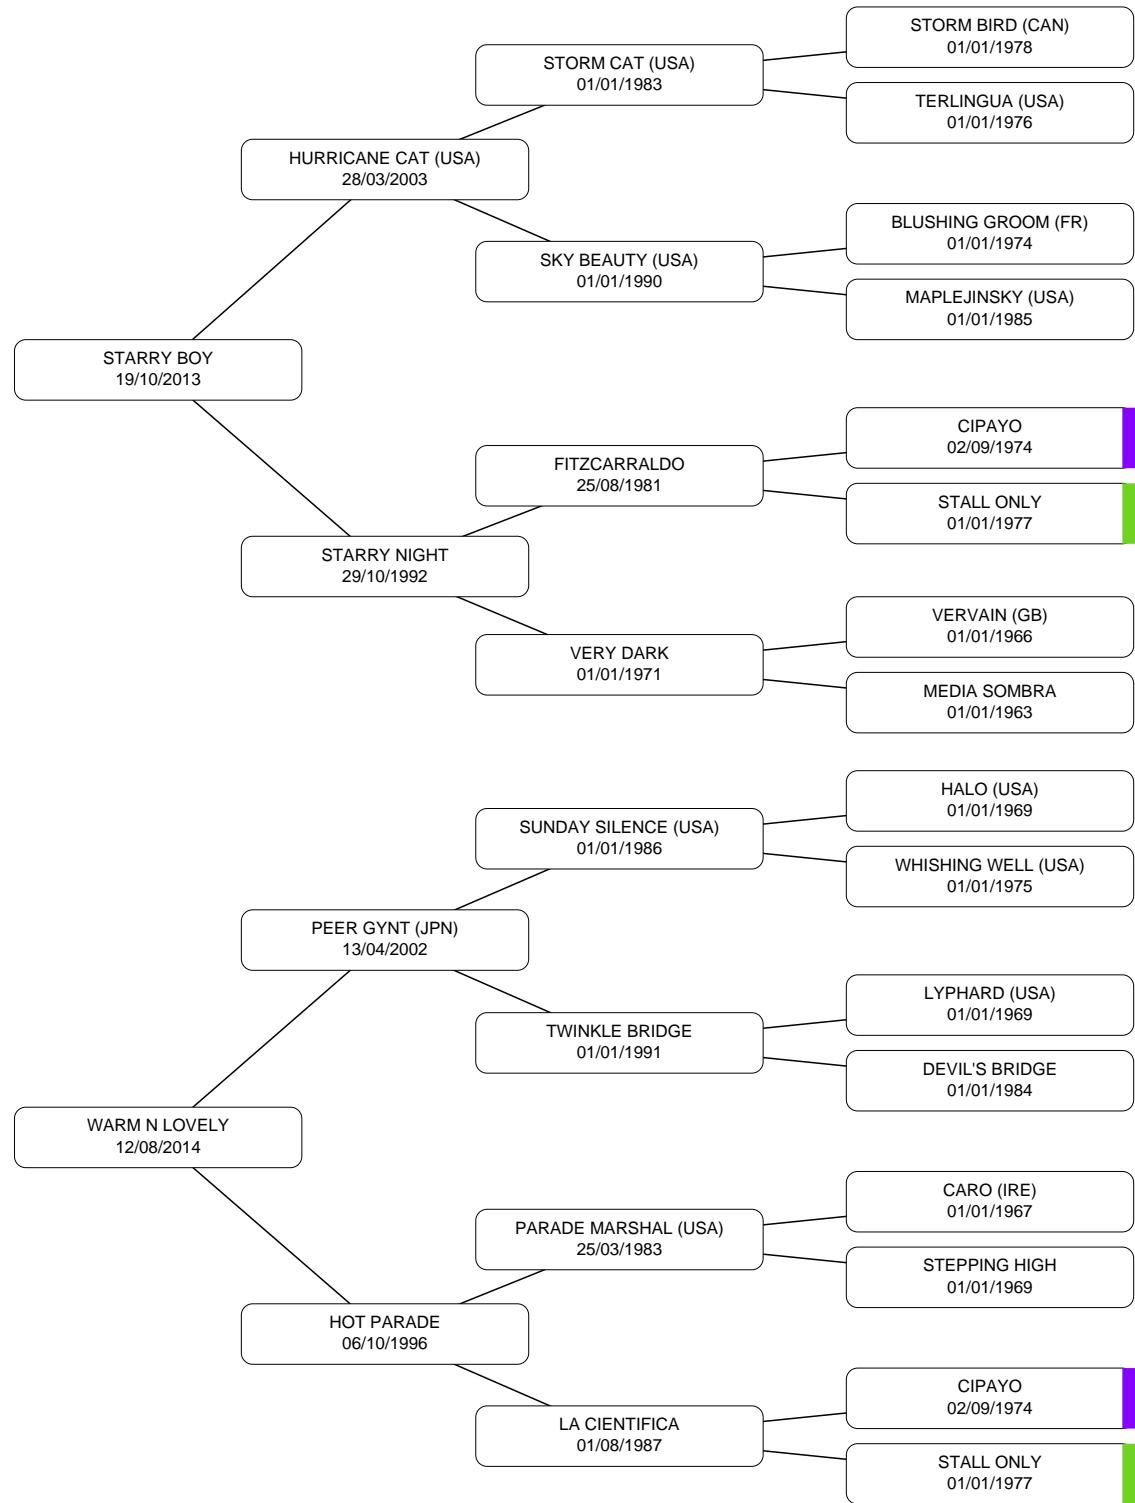 STORM BIRD (CAN)
01/01/1978
STORM CAT (USA)
01/01/1983
TERLINGUA (USA)
01/01/1976
HURRICANE CAT (USA)
28/03/2003
BLUSHING GROOM (FR)
01/01/1974
SKY BEAUTY (USA)
01/01/1990
MAPLEJINSKY (USA)
01/01/1985
STARRY BOY
19/10/2013
CIPAYO
02/09/1974
FITZCARRALDO
25/08/1981
STALL ONLY
01/01/1977
STARRY NIGHT
29/10/1992
VERVAIN (GB)
01/01/1966
VERY DARK
01/01/1971
MEDIA SOMBRA
01/01/1963
HALO (USA)
01/01/1969
SUNDAY SILENCE (USA)
01/01/1986
WHISHING WELL (USA)
01/01/1975
PEER GYNT (JPN)
13/04/2002
LYPHARD (USA)
01/01/1969
TWINKLE BRIDGE
01/01/1991
DEVIL'S BRIDGE
01/01/1984
WARM N LOVELY
12/08/2014
CARO (IRE)
01/01/1967
PARADE MARSHAL (USA)
25/03/1983
STEPPING HIGH
01/01/1969
HOT PARADE
06/10/1996
CIPAYO
02/09/1974
LA CIENTIFICA
01/08/1987
STALL ONLY
01/01/1977